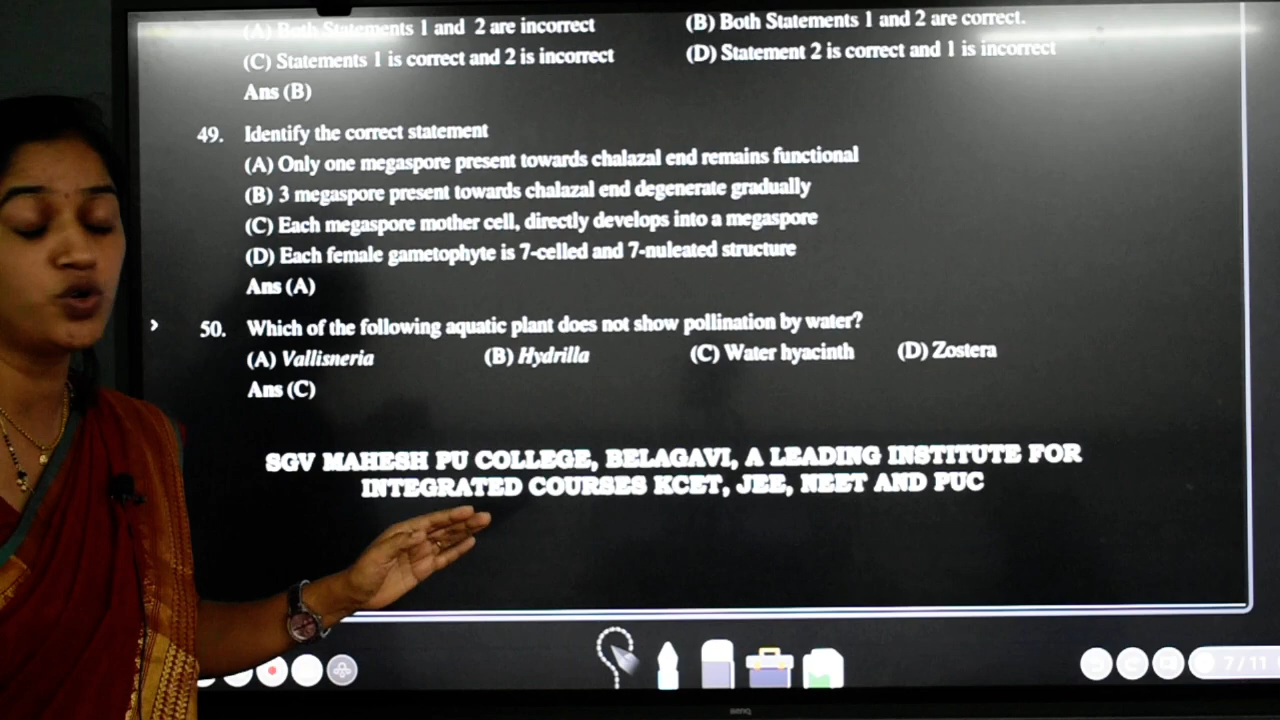 (A) Both Statements 1 and 2 are incorrect (B) Both Statements 1 and 2 are correct.
(C) Statements 1 is correct and 2 is incorrect (D) Statement 2 is correct and 1 is incorrect
Ans (B)
49. Identify the correct statement
(A) Only one megaspore present towards chalazal end remains functional
(B) 3 megaspore present towards chalazal end degenerate gradually
(C) Each megaspore mother cell, directly develops into a megaspore
(D) Each female gametophyte is 7-celled and 7-nuleated structure
Ans (A)
50. Which of the following aquatic plant does not show pollination by water?
(A) Vallisneria (B) Hydrilla (C) Water hyacinth (D) Zostera
Ans (C)
SGV MAHESH PU COLLEGE, BELAGAVI, A LEADING INSTITUTE FOR
INTEGRATED COURSES KCET, JEE, NEET AND PUC
7/11
BENQ